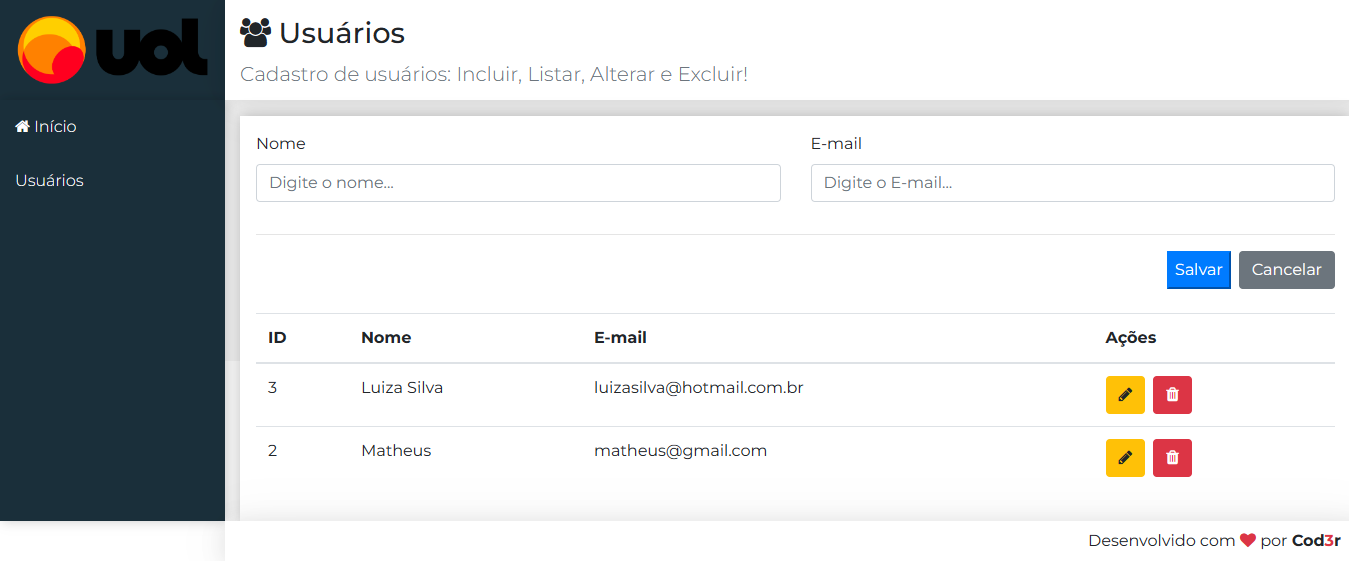 uol
Usuários
Cadastro de usuários: Incluir, Listar, Alterar e Excluir!
Início
Usuários
Nome E-mail
Digite o nome... Digite o E-mail...
Salvar Cancelar
ID Nome E-mail Ações
3 Luiza Silva luizasilva@hotmail.com.br
2 Matheus matheus@gmail.com
Desenvolvido com por Cod3r